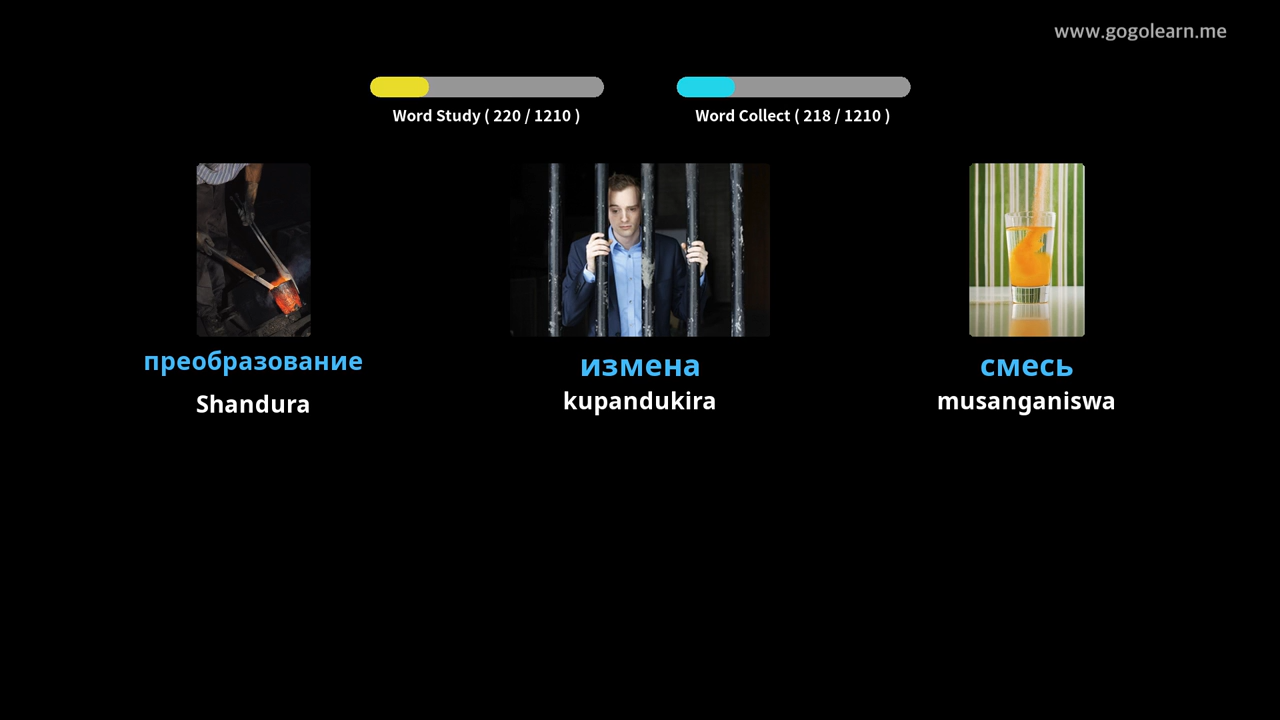 www.gogolearn.me
Word Study ( 220 / 1210 )
Word Collect ( 218 / 1210 )
преобразование
Shandura
измена
kupandukira
смесь
musanganiswa